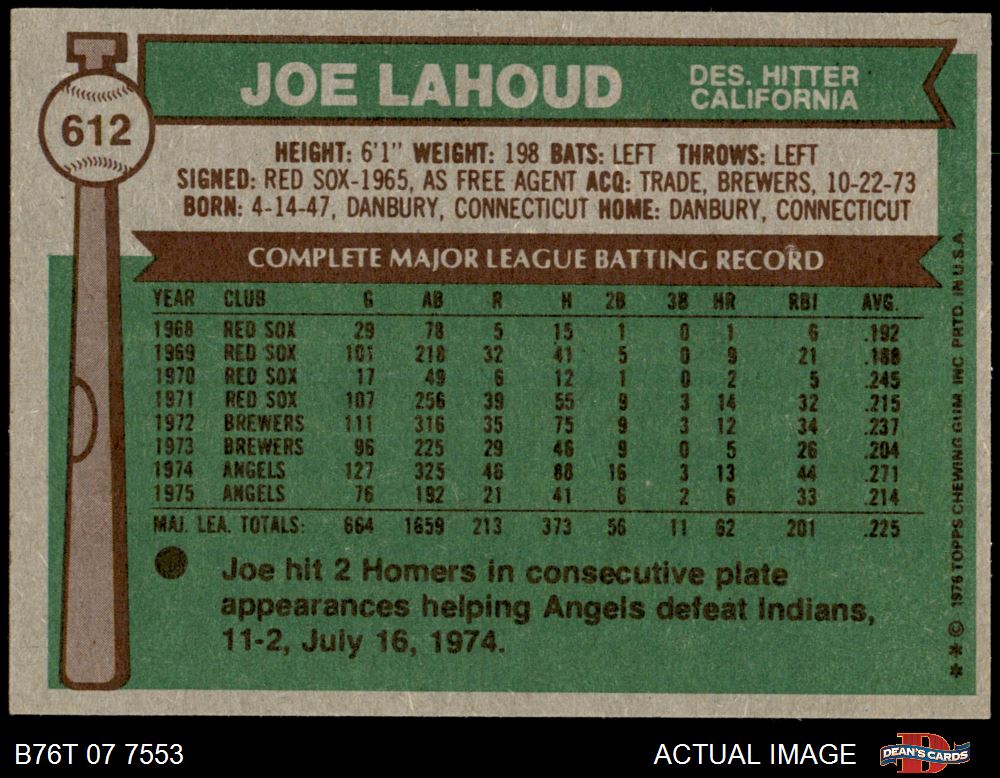 612
JOE LAHOUD
DES. HITTER
CALIFORNIA
HEIGHT: 6'1" WEIGHT: 198 BATS: LEFT THROWS: LEFT
SIGNED: RED SOX-1965, AS FREE AGENT ACQ: TRADE, BREWERS, 10-22-73
BORN: 4-14-47, DANBURY, CONNECTICUT HOME: DANBURY, CONNECTICUT
COMPLETE MAJOR LEAGUE BATTING RECORD
YEAR CLUB G AB R H 2B 3B HR RBI AVG.
1968 RED SOX 29 78 5 15 1 0 1 6 .192
1969 RED SOX 101 218 32 41 5 0 9 21 .188
1970 RED SOX 17 49 6 12 1 0 2 5 .245
1971 RED SOX 107 256 39 55 9 3 14 32 .215
1972 BREWERS 111 316 35 75 9 3 12 34 .237
1973 BREWERS 96 225 29 46 9 0 5 26 .204
1974 ANGELS 127 325 46 88 16 3 13 44 .271
1975 ANGELS 76 192 21 41 6 2 6 33 .214
MAJ. LEA. TOTALS: 664 1659 213 373 56 11 62 201 .225
Joe hit 2 Homers in consecutive plate
appearances helping Angels defeat Indians,
11-2, July 16, 1974.
* * © 1976 TOPPS CHEWING GUM, INC. PRTD. IN U.S.A.
B76T 07 7553
ACTUAL IMAGE
DEAN'S CARDS